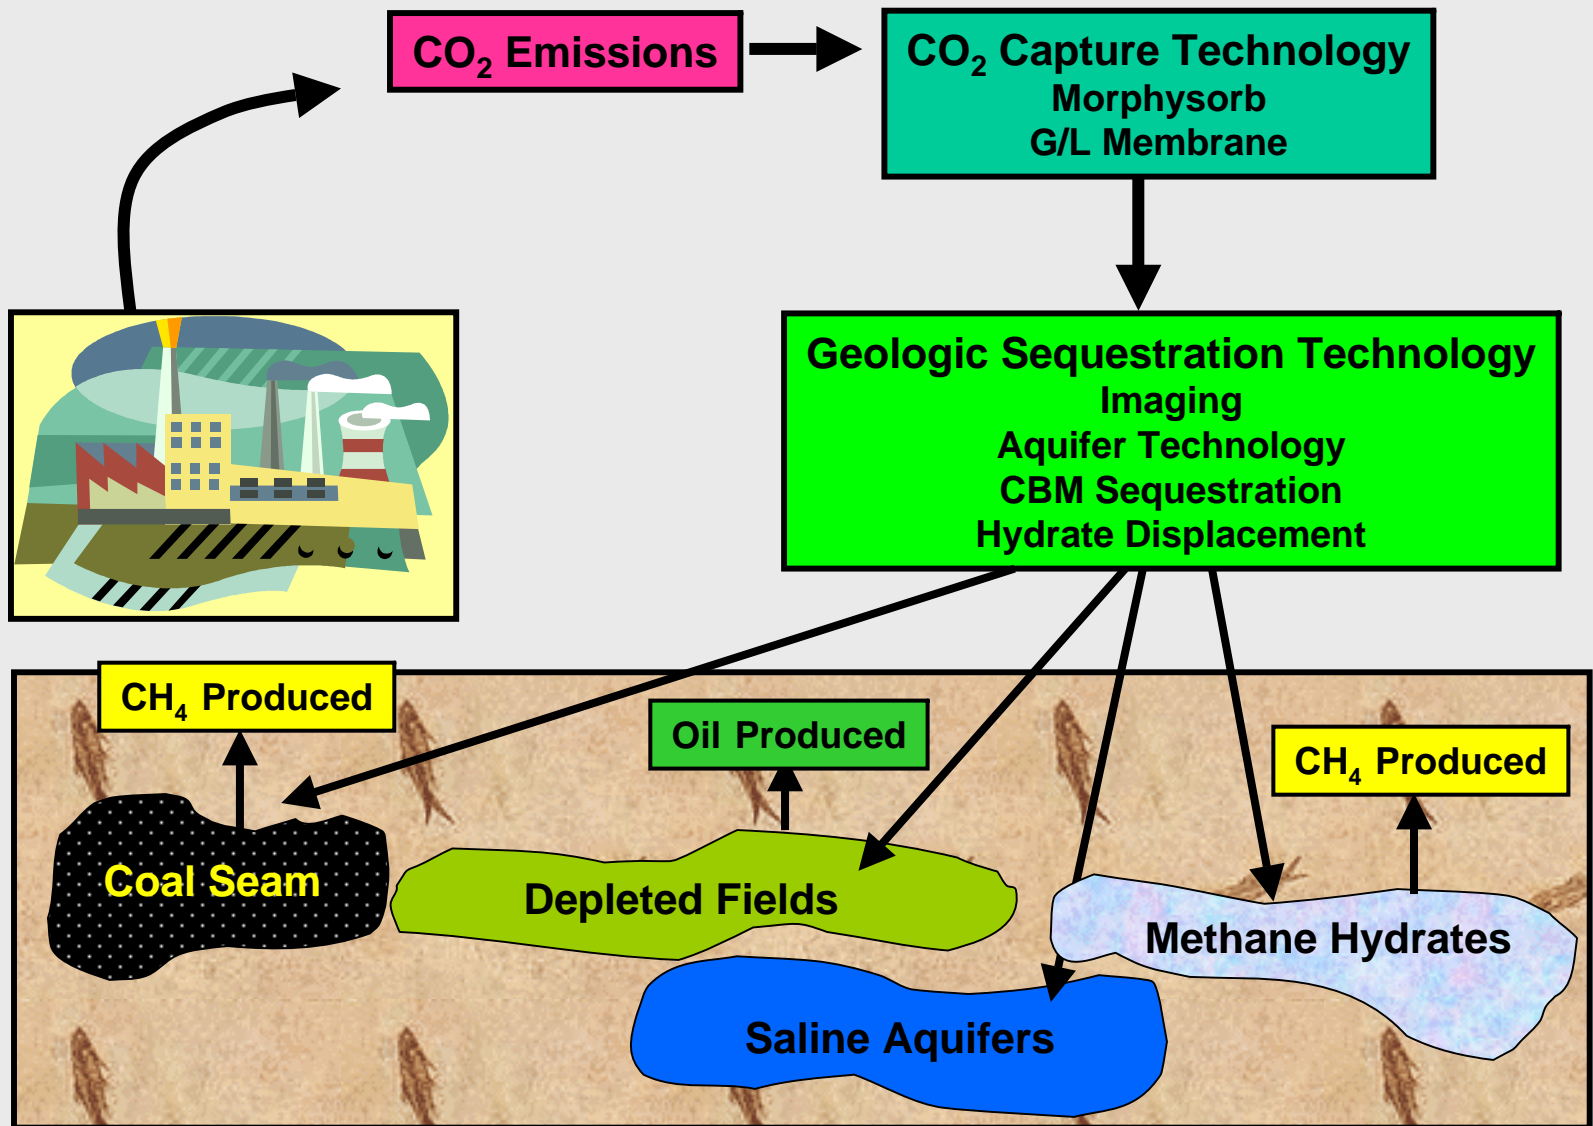 CO₂ Emissions
CO₂ Capture Technology
Morphysorb
G/L Membrane
Geologic Sequestration Technology
Imaging
Aquifer Technology
CBM Sequestration
Hydrate Displacement
CH₄ Produced
Oil Produced
CH₄ Produced
Coal Seam
Depleted Fields
Methane Hydrates
Saline Aquifers